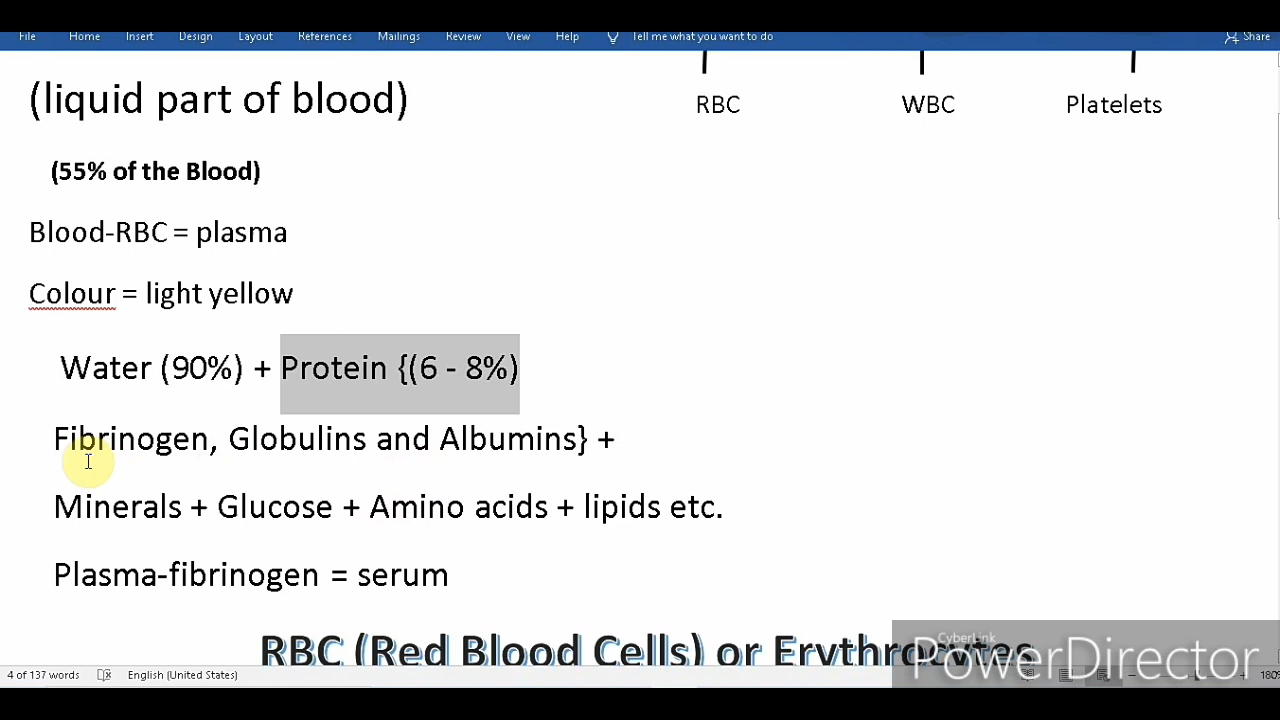 File Home Insert Design Layout References Mailings Review View Help Tell me what you want to do Share
RBC WBC Platelets
(liquid part of blood)
(55% of the Blood)
Blood-RBC = plasma
Colour = light yellow
Water (90%) + Protein {(6 - 8%)
Fibrinogen, Globulins and Albumins} +
Minerals + Glucose + Amino acids + lipids etc.
Plasma-fibrinogen = serum
RBC (Red Blood Cells) or Erythrocytes
CyberLink
PowerDirector
4 of 137 words English (United States) 180%